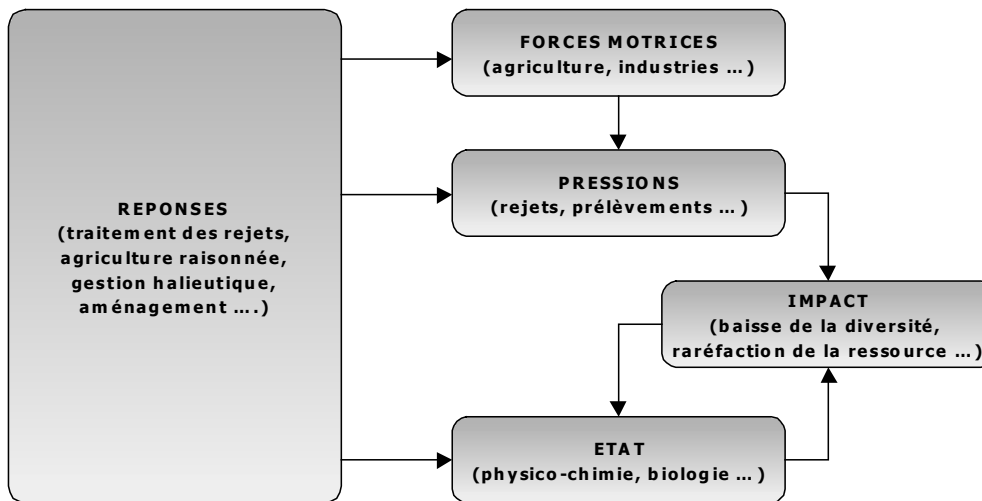 REPONSES
(traitement des rejets,
agriculture raisonnée,
gestion halieutique,
aménagement ….)
FORCES MOTRICES
(agriculture, industries …)
PRESSIONS
(rejets, prélèvements …)
IMPACT
(baisse de la diversité,
raréfaction de la ressource …)
ETAT
(physico-chimie, biologie …)